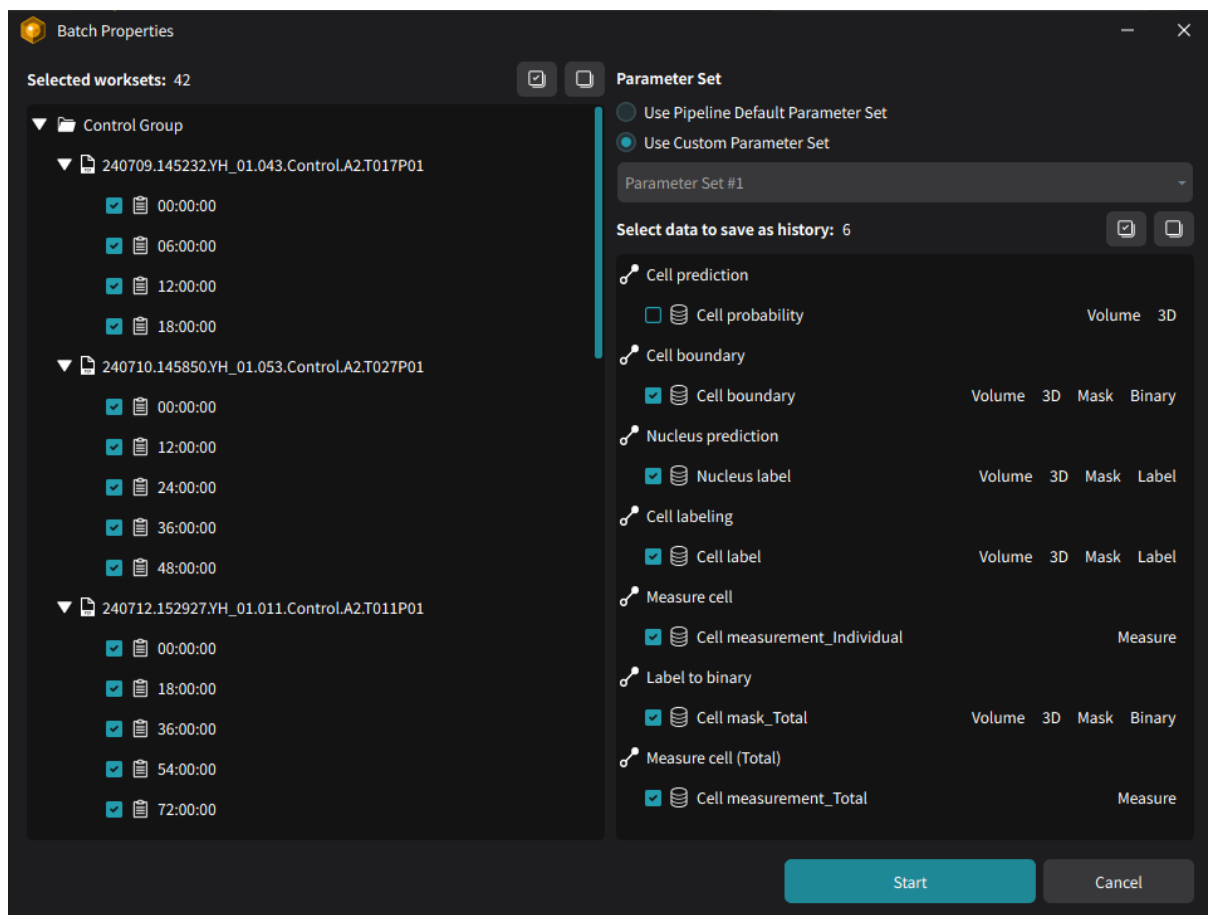 Batch Properties
Selected worksets: 42
Control Group
240709.145232.YH_01.043.Control.A2.T017P01
00:00:00
06:00:00
12:00:00
18:00:00
240710.145850.YH_01.053.Control.A2.T027P01
00:00:00
12:00:00
24:00:00
36:00:00
48:00:00
240712.152927.YH_01.011.Control.A2.T011P01
00:00:00
18:00:00
36:00:00
54:00:00
72:00:00
Parameter Set
Use Pipeline Default Parameter Set
Use Custom Parameter Set
Parameter Set #1
Select data to save as history: 6
Cell prediction
Cell probability Volume 3D
Cell boundary
Cell boundary Volume 3D Mask Binary
Nucleus prediction
Nucleus label Volume 3D Mask Label
Cell labeling
Cell label Volume 3D Mask Label
Measure cell
Cell measurement_Individual Measure
Label to binary
Cell mask_Total Volume 3D Mask Binary
Measure cell (Total)
Cell measurement_Total Measure
Start Cancel